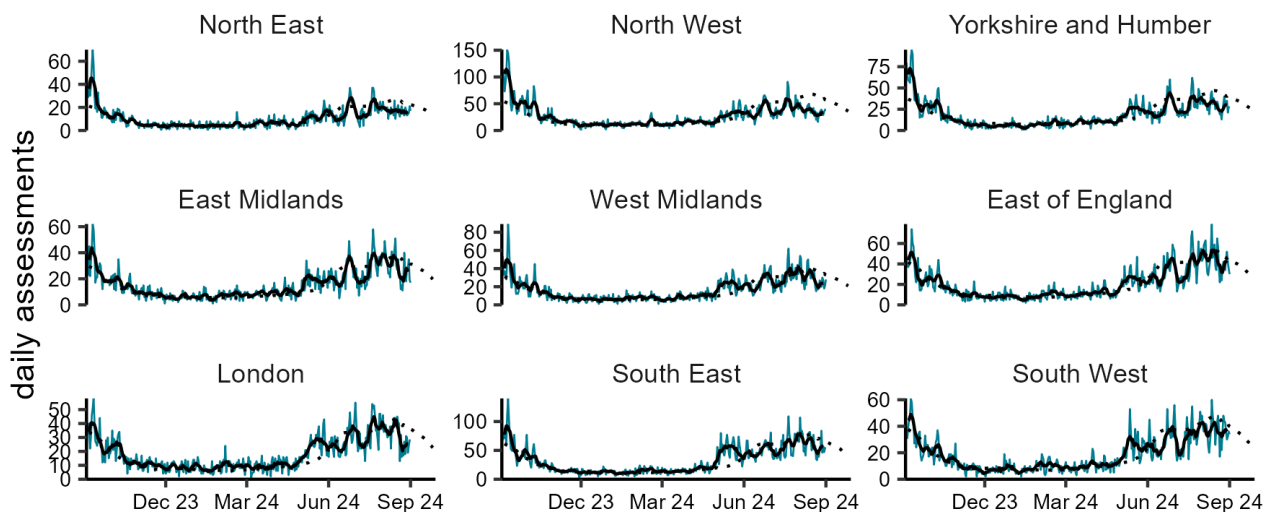 North East
North West
Yorkshire and Humber
60
40
20
0
150
100
50
0
75
50
25
0
daily assessments
East Midlands
West Midlands
East of England
60
40
20
0
80
60
40
20
0
60
40
20
0
London
South East
South West
50
40
30
20
10
0
100
50
0
60
40
20
0
Dec 23 Mar 24 Jun 24 Sep 24
Dec 23 Mar 24 Jun 24 Sep 24
Dec 23 Mar 24 Jun 24 Sep 24